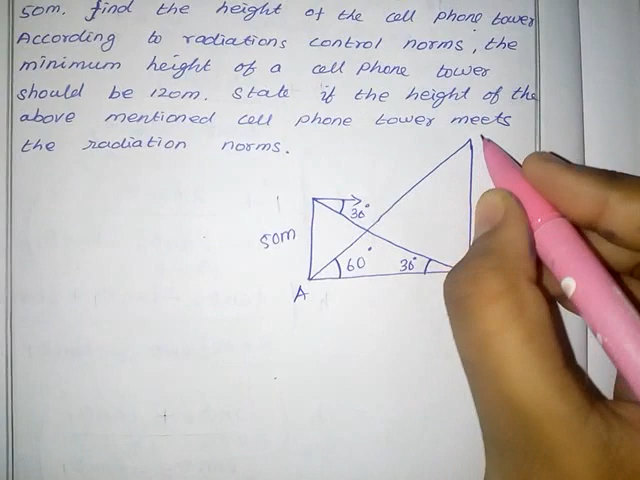 50m. find the height of the cell phone tower
According to radiations control norms, the
minimum height of a cell phone tower
should be 120m. State if the height of the
above mentioned cell phone tower meets
the radiation norms.
30°
50m
60° 30°
A